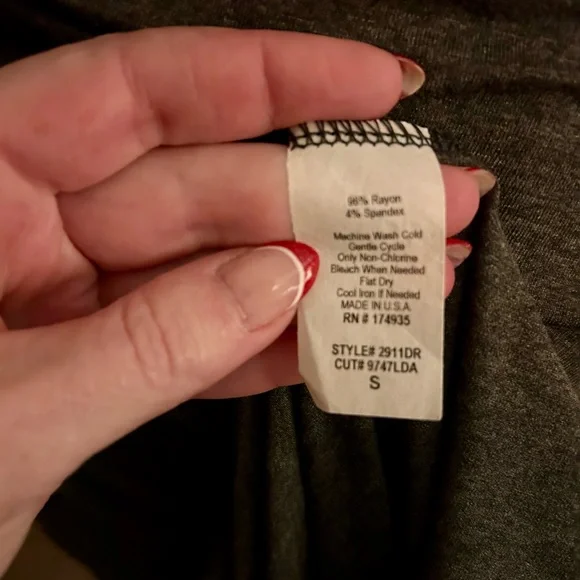 96% Rayon
4% Spandex
Machine Wash Cold
Gentle Cycle
Only Non-Chlorine
Bleach When Needed
Flat Dry
Cool Iron If Needed
MADE IN U.S.A.
RN # 174935
STYLE# 2911DR
CUT# 9747LDA
S